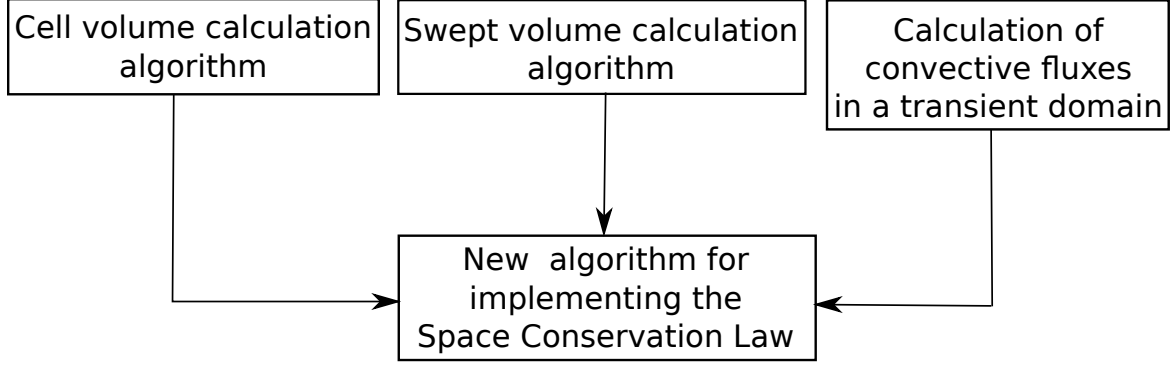 Cell volume calculation
algorithm
Swept volume calculation
algorithm
Calculation of
convective fluxes
in a transient domain
New algorithm for
implementing the
Space Conservation Law